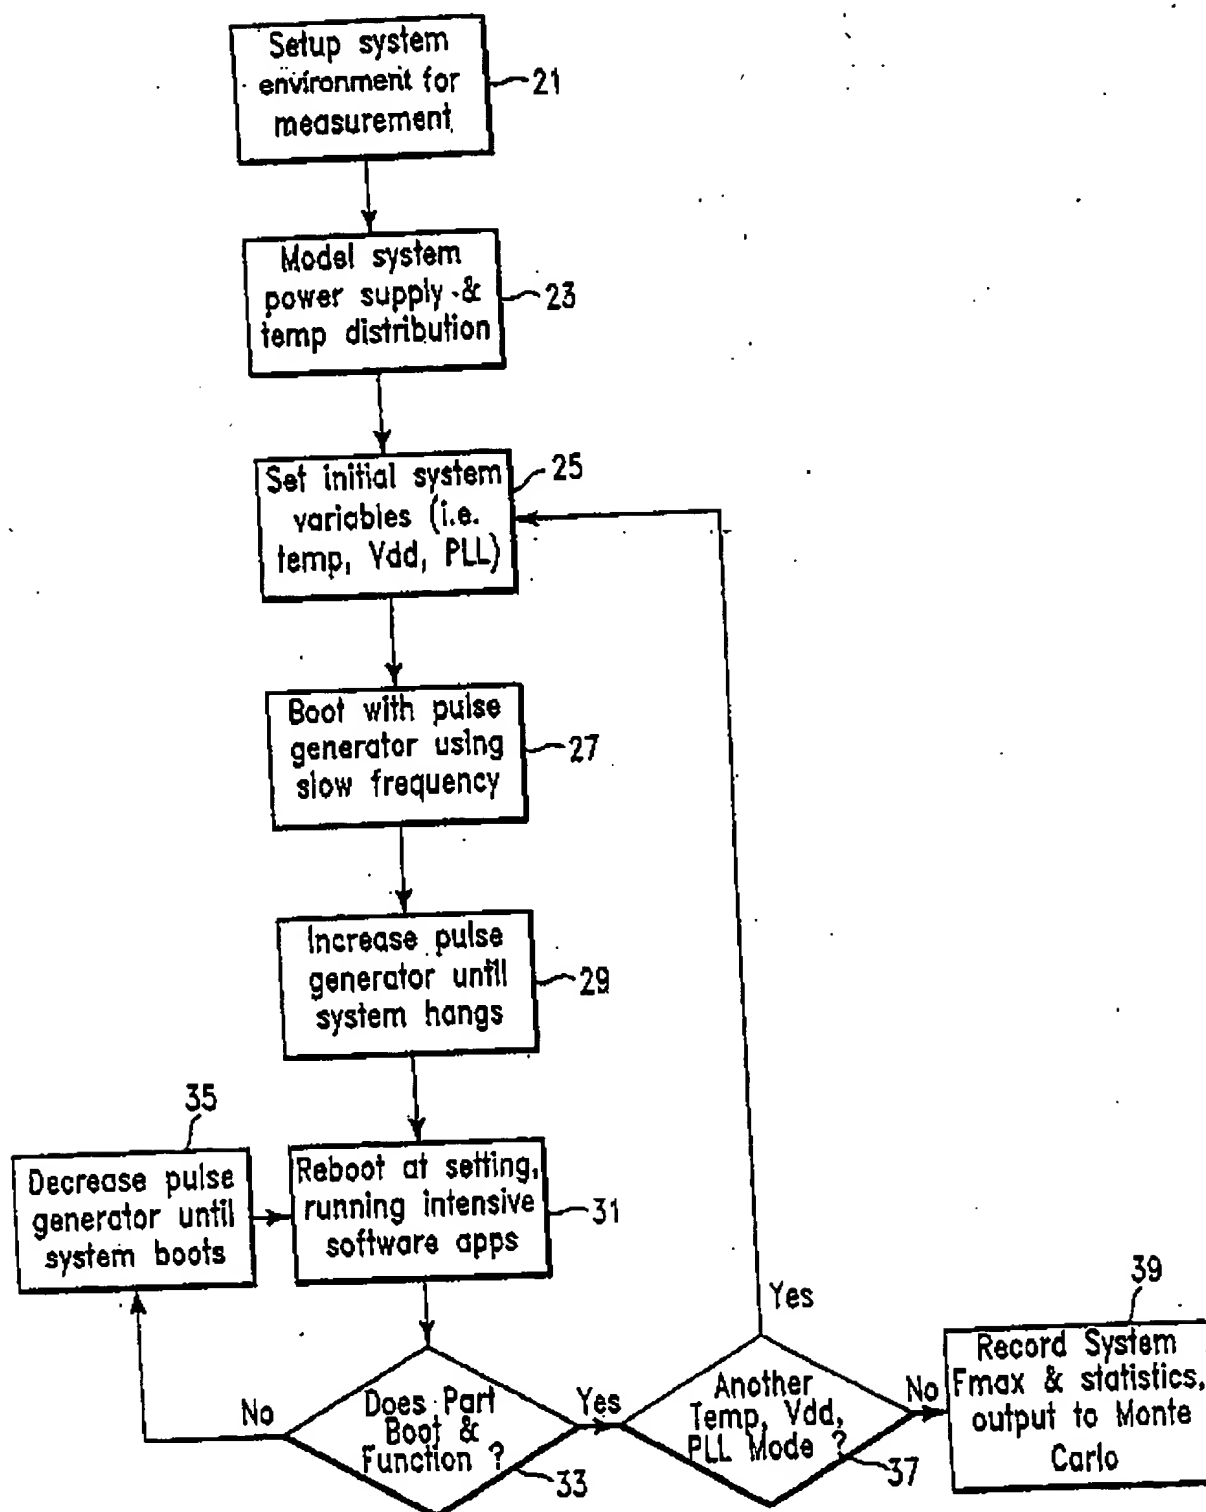 Setup system
environment for
measurement
21
Model system
power supply &
temp distribution
23
Set initial system
variables (i.e.
temp, Vdd, PLL)
25
Boot with pulse
generator using
slow frequency
27
Increase pulse
generator until
system hangs
29
35
Decrease pulse
generator until
system boots
Reboot at setting,
running intensive
software apps
31
No
Does Part
Boot &
Function ?
33
Yes
Another
Temp, Vdd,
PLL Mode ?
37
Yes
No
39
Record System
Fmax & statistics,
output to Monte
Carlo